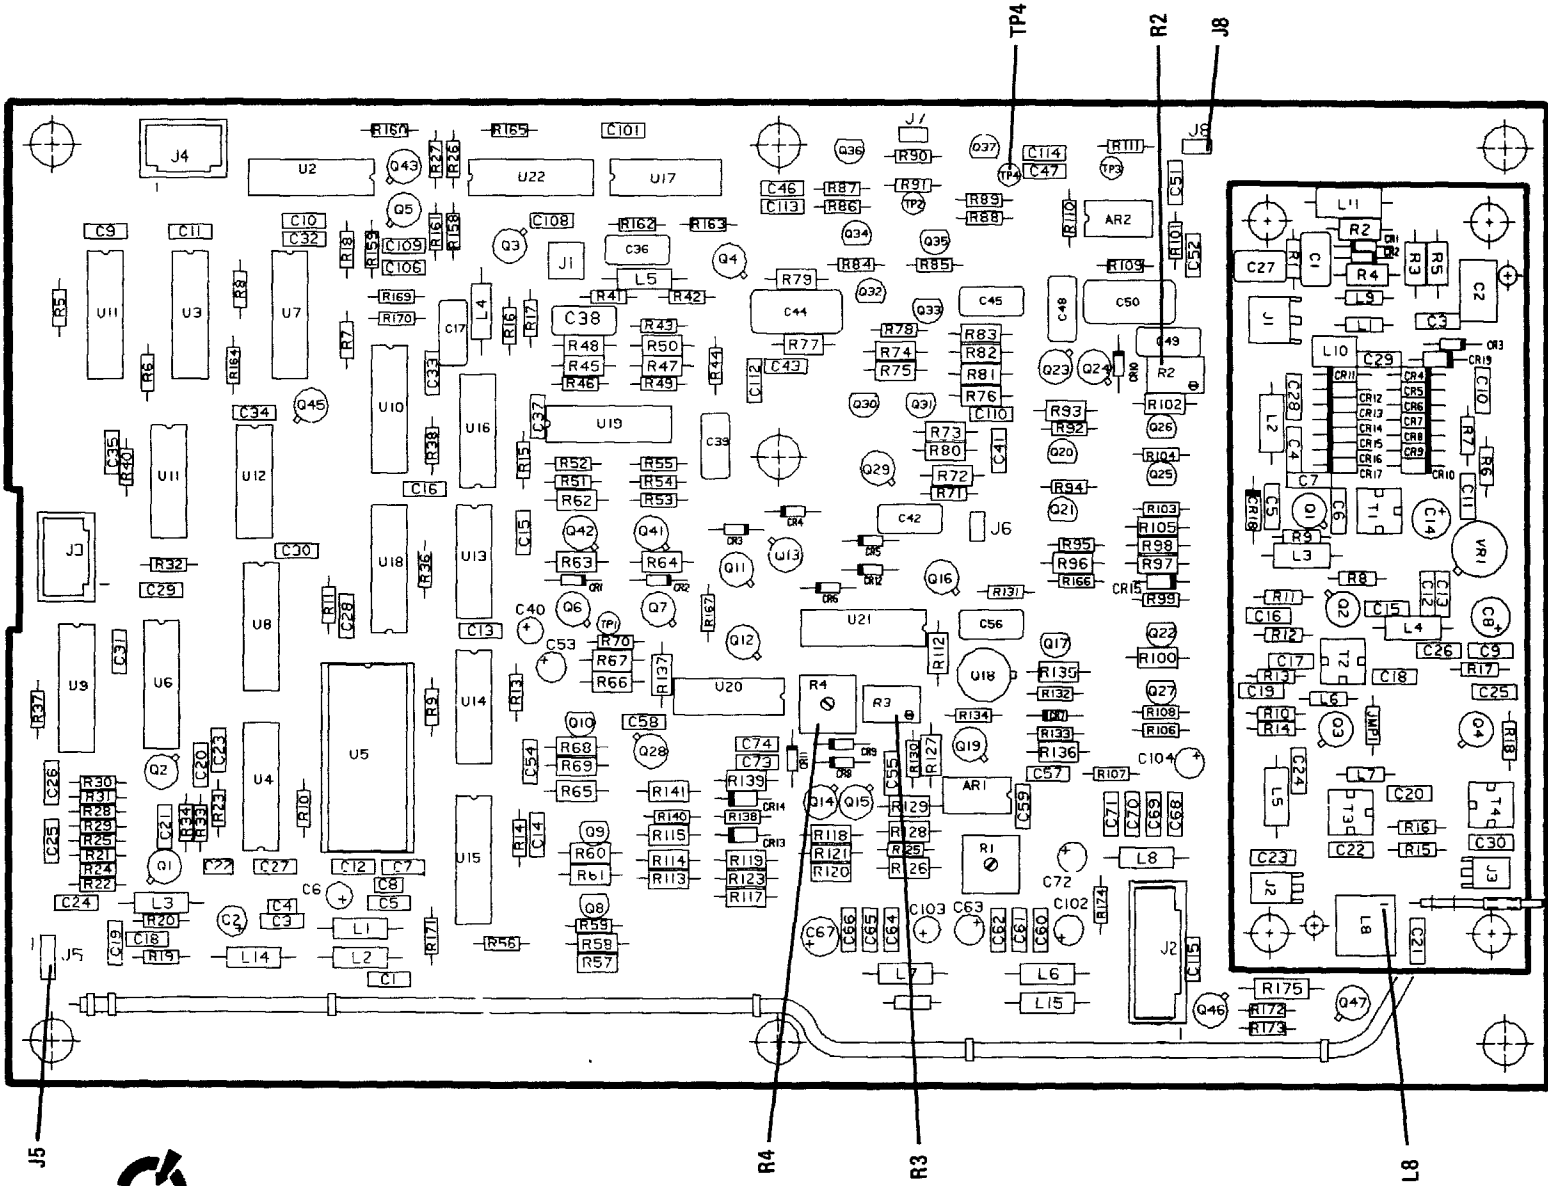 TP4
R2
J8
J4
R160
R165
C101
J7
J8
U2
Q43
R27
R26
U22
U17
Q36
R90
Q37
C114
C47
TP4
R111
TP3
C51
C46
C113
R87
R86
R91
TP2
R89
R88
R110
AR2
R101
C52
C9
C11
C10
C32
R18
R159
Q5
C109
C106
R161
R158
Q3
C108
J1
R162
C36
R163
Q4
L5
Q34
Q35
R84
R85
R109
R5
U11
U3
R8
U7
R7
R169
R170
C17
L4
R16
R17
R41
R42
C38
R43
R79
C44
Q32
Q33
C45
C48
C50
C49
R6
R164
C33
R48
R50
R45
R47
R46
R49
R44
R77
C112
C43
R78
R74
R75
R83
R82
R81
R76
C110
Q23
Q24
CR10
R2
R102
C34
Q45
U10
U16
C37
U19
C39
Q30
Q31
R93
R92
Q26
C35
R40
U11
U12
R38
R15
C16
R52
R51
R62
R55
R54
R53
R73
R80
R72
R71
C41
Q29
Q20
R104
Q25
R94
Q21
R103
R105
J3
C30
R32
C29
U18
R36
U13
C15
Q42
Q41
R63
R64
CR1
CR2
CR3
CR4
Q11
Q13
CR5
CR12
CR6
C42
J6
Q16
R131
R95
R96
R166
R98
R97
CR15
R99
U8
R11
C28
C13
C40
Q6
Q7
TP1
R70
R167
Q12
U21
R112
C56
Q17
Q22
R100
U9
C31
U6
R37
U5
R9
U14
R13
C53
R67
R66
R137
U20
R4
R3
Q18
R135
R132
Q27
R108
R106
Q2
C20
C23
U4
Q10
C58
R68
R69
Q28
C54
R65
C74
C73
CR11
CR9
CR8
C55
R130
R127
R134
Q19
CR7
R133
R136
C57
R107
C104
C26
R30
R31
R28
R29
R25
R21
R24
R22
C25
C21
R34
R33
R23
R10
R14
C14
R141
R140
R139
CR14
R138
CR13
Q14
Q15
R129
R128
R125
R126
AR1
C59
C71
C70
C69
C68
Q1
C22
C27
C12
C7
U15
Q9
R60
R61
R115
R114
R113
R119
R123
R117
R118
R121
R120
R1
L8
C24
L3
R20
C2
C4
C3
C6
C8
C5
Q8
R59
R58
R57
C72
C19
C18
R19
L14
L1
L2
C1
R171
R56
C67
C66
C65
C64
C103
C63
C62
C61
C60
C102
R174
J2
C115
J5
L7
L6
L15
Q46
R175
R172
R173
Q47
L11
R2
CR1
CR2
R4
R1
C1
C27
R3
R5
C2
L9
L1
J1
C3
L10
C29
CR3
CR19
CR11
CR12
CR13
CR14
CR15
CR16
CR17
CR4
CR5
CR6
CR7
CR8
CR9
CR10
C10
C28
L2
C4
C7
R7
R6
C11
CR18
C5
Q1
C6
T1
C14
R9
L3
VR1
R8
R11
C16
R12
Q2
C15
C12
C13
L4
C8
C26
C9
C17
T2
R13
C19
C18
R17
C25
L6
R10
R14
Q3
JMP1
Q4
R18
C24
L7
L5
T3
C20
T4
R16
R15
C22
C30
C23
J2
J3
L8
C21
J5
R4
R3
L8